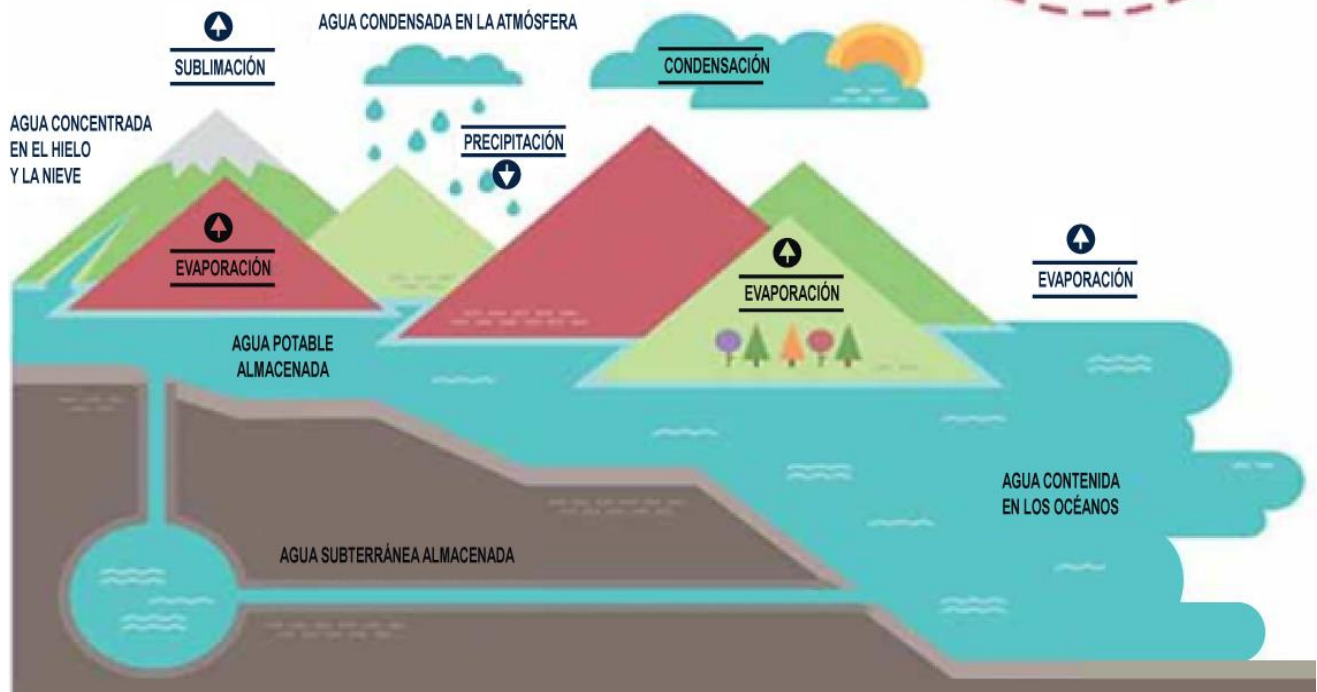 AGUA CONDENSADA EN LA ATMÓSFERA
SUBLIMACIÓN
CONDENSACIÓN
AGUA CONCENTRADA
EN EL HIELO
Y LA NIEVE
PRECIPITACIÓN
EVAPORACIÓN
EVAPORACIÓN
EVAPORACIÓN
AGUA POTABLE
ALMACENADA
AGUA CONTENIDA
EN LOS OCÉANOS
AGUA SUBTERRÁNEA ALMACENADA